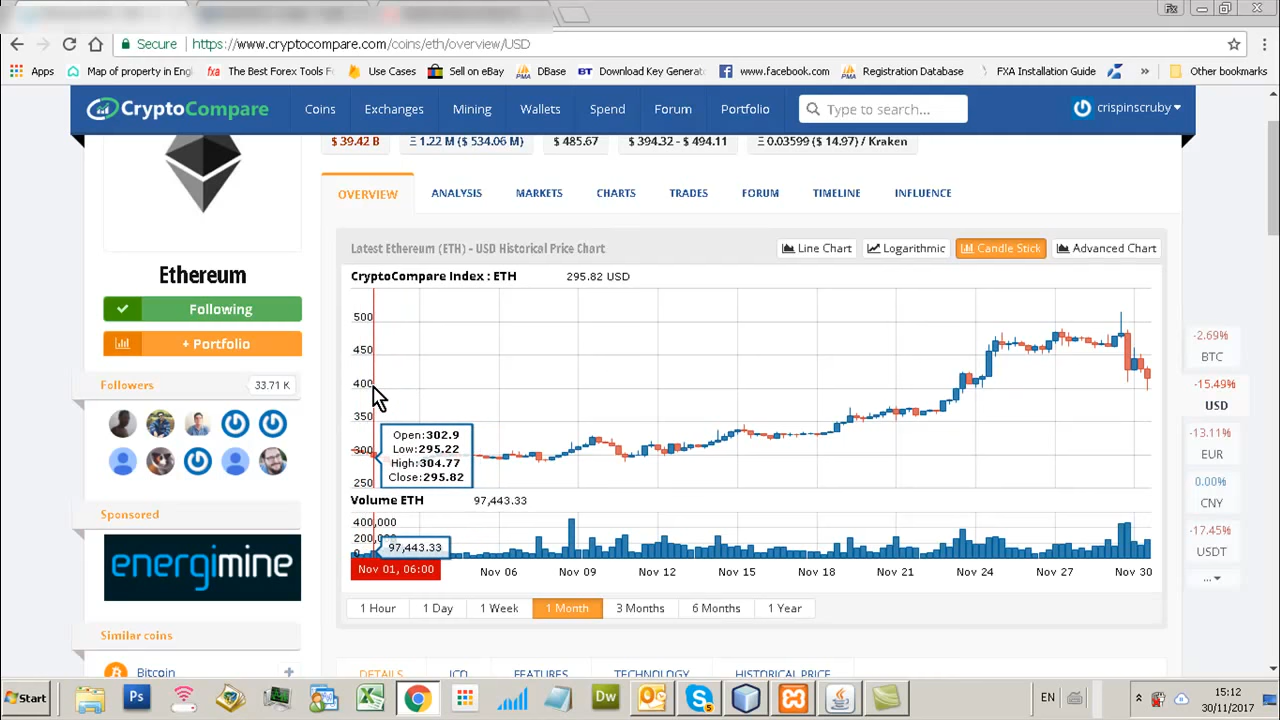 Secure https://www.cryptocompare.com/coins/eth/overview/USD
Apps Map of property in Engl fxa The Best Forex Tools F Use Cases Sell on eBay PMA DBase BT Download Key Genera PMA Registration Database FXA Installation Guide www.facebook.com » Other bookmarks
CryptoCompare Coins Exchanges Mining Wallets Spend Forum Portfolio Type to search... crispinscruby
$ 39.42 B Ξ 1.22 M ($ 534.06 M) $ 485.67 $ 394.32 - $ 494.11 Ξ 0.03599 ($ 14.97) / Kraken
OVERVIEW ANALYSIS MARKETS CHARTS TRADES FORUM TIMELINE INFLUENCE
Latest Ethereum (ETH) - USD Historical Price Chart Line Chart Logarithmic Candle Stick Advanced Chart
CryptoCompare Index : ETH 295.82 USD
Ethereum
Following
+ Portfolio
Followers 33.71 K
Sponsored
energimine
Similar coins
Bitcoin +
500
450
400
350
300
250
Open:302.9
Low:295.22
High:304.77
Close:295.82
Volume ETH 97,443.33
400,000
200,000
0
97,443.33
Nov 01, 06:00 Nov 06 Nov 09 Nov 12 Nov 15 Nov 18 Nov 21 Nov 24 Nov 27 Nov 30
1 Hour 1 Day 1 Week 1 Month 3 Months 6 Months 1 Year
DETAILS ICO FEATURES TECHNOLOGY HISTORICAL PRICE
-2.69%
BTC
-15.49%
USD
-13.11%
EUR
0.00%
CNY
-17.45%
USDT
...
Start Ps Dw EN 15:12
30/11/2017